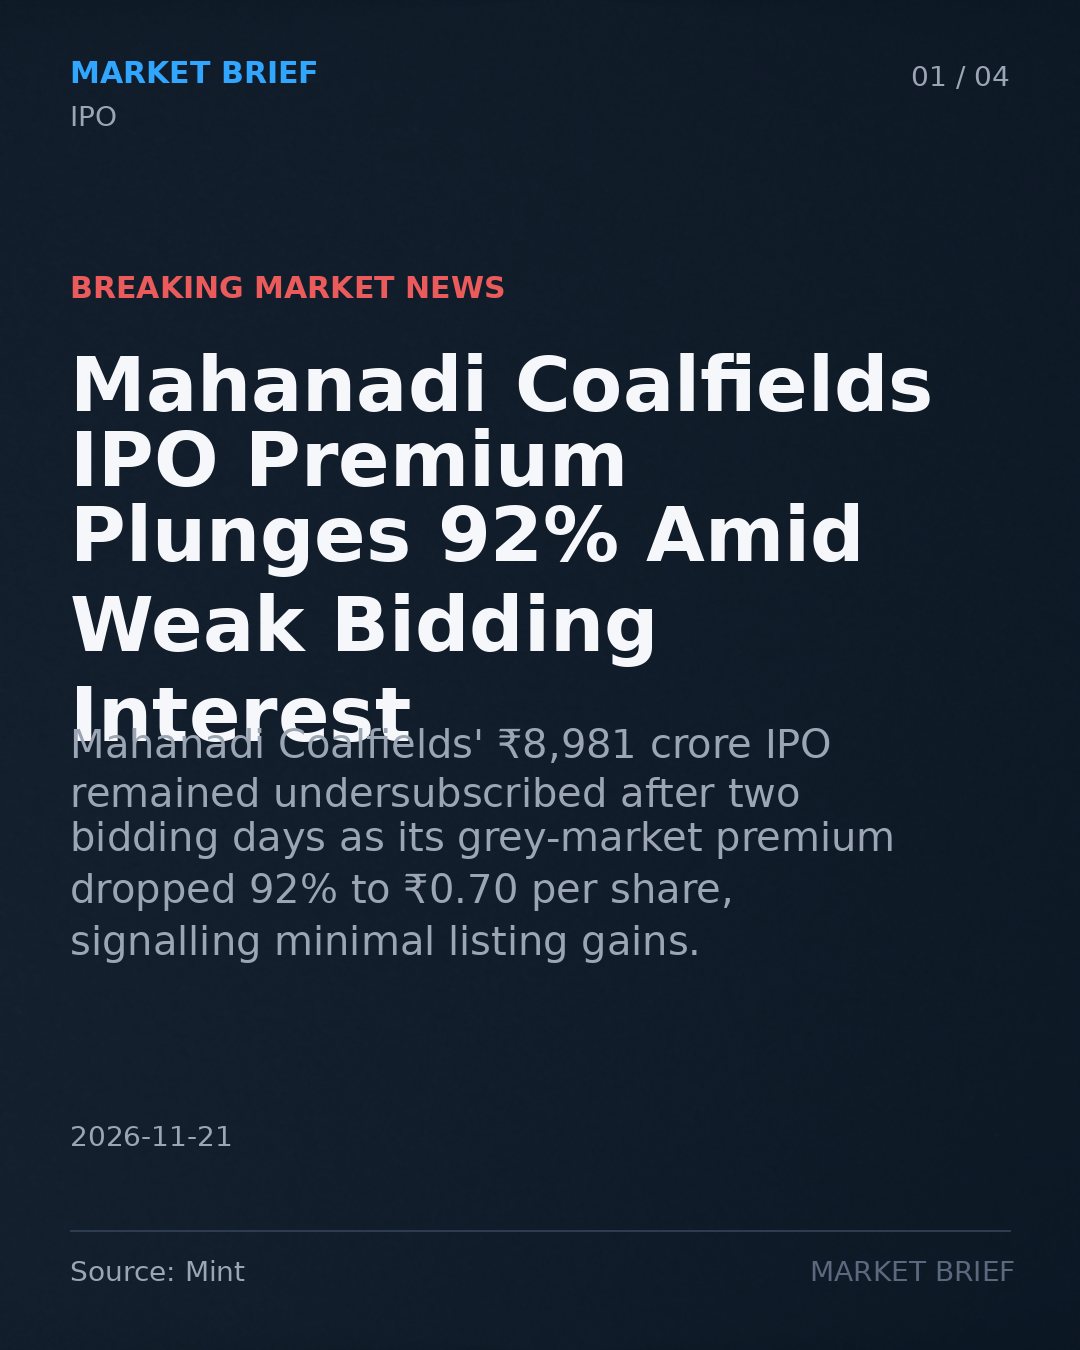 MARKET BRIEF
01 / 04
IPO
BREAKING MARKET NEWS
Mahanadi Coalfields
IPO Premium
Plunges 92% Amid
Weak Bidding
Interest
Mahanadi Coalfields' ₹8,981 crore IPO
remained undersubscribed after two
bidding days as its grey-market premium
dropped 92% to ₹0.70 per share,
signalling minimal listing gains.
2026-11-21
Source: Mint
MARKET BRIEF